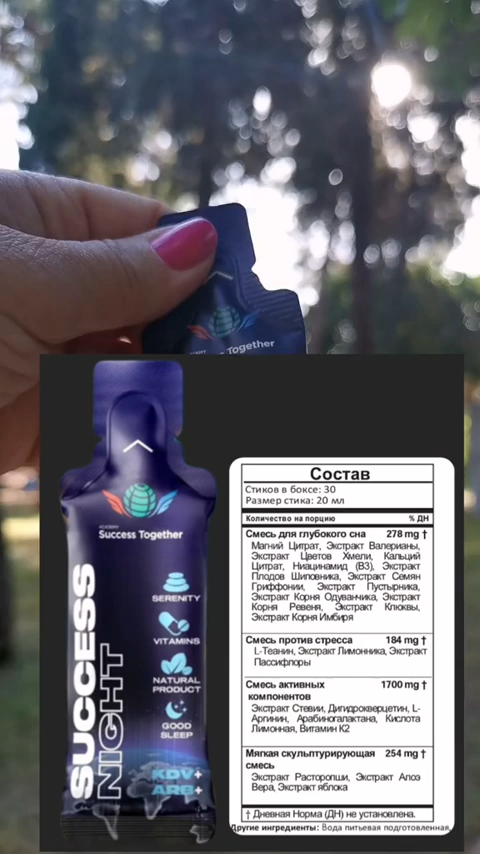 Together
ACADEMY
Success Together
SUCCESS
NIGHT
SERENITY
VITAMINS
NATURAL
PRODUCT
GOOD
SLEEP
KDV+
ARB+
Состав
Стиков в боксе: 30
Размер стика: 20 мл
Количество на порцию % ДН
Смесь для глубокого сна 278 mg †
Магний Цитрат, Экстракт Валерианы,
Экстракт Цветов Хмели, Кальций
Цитрат, Ниацинамид (B3), Экстракт
Плодов Шиповника, Экстракт Семян
Гриффонии, Экстракт Пустырника,
Экстракт Корня Одуванчика, Экстракт
Корня Ревеня, Экстракт Клюквы,
Экстракт Корня Имбиря
Смесь против стресса 184 mg †
L-Теанин, Экстракт Лимонника, Экстракт
Пассифлоры
Смесь активных 1700 mg †
компонентов
Экстракт Стевии, Дигидрокверцетин, L-
Аргинин, Арабиногалактана, Кислота
Лимонная, Витамин K2
Мягкая скульптурирующая 254 mg †
смесь
Экстракт Расторопши, Экстракт Алоэ
Вера, Экстракт яблока
† Дневная Норма (ДН) не установлена.
Другие ингредиенты: Вода питьевая подготовленная,